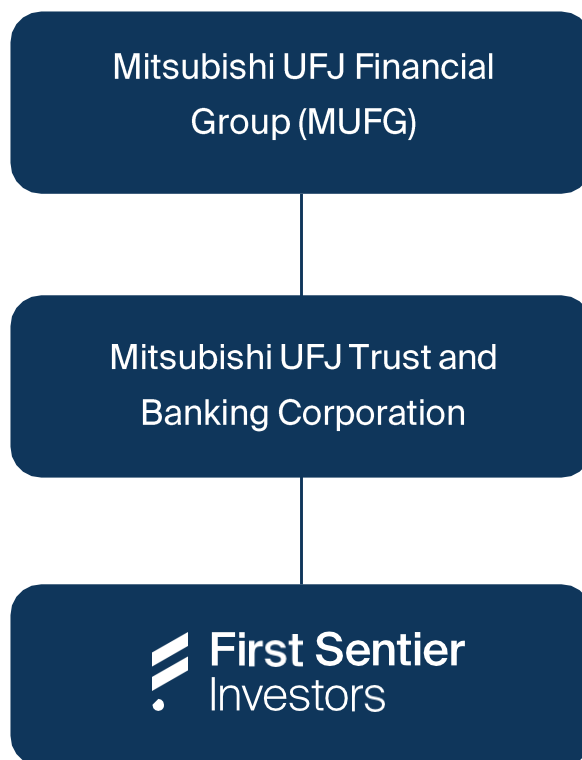 Mitsubishi UFJ Financial
Group (MUFG)
Mitsubishi UFJ Trust and
Banking Corporation
First Sentier
Investors